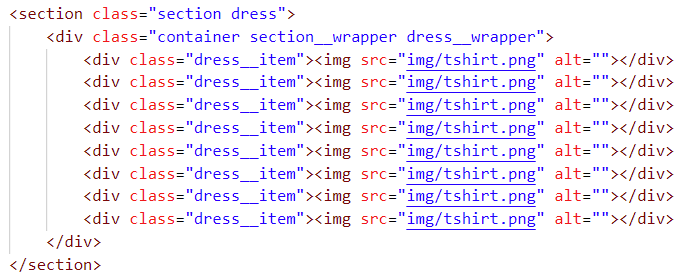 <section class="section dress">
<div class="container section__wrapper dress__wrapper">
<div class="dress__item"><img src="img/tshirt.png" alt=""></div>
<div class="dress__item"><img src="img/tshirt.png" alt=""></div>
<div class="dress__item"><img src="img/tshirt.png" alt=""></div>
<div class="dress__item"><img src="img/tshirt.png" alt=""></div>
<div class="dress__item"><img src="img/tshirt.png" alt=""></div>
<div class="dress__item"><img src="img/tshirt.png" alt=""></div>
<div class="dress__item"><img src="img/tshirt.png" alt=""></div>
<div class="dress__item"><img src="img/tshirt.png" alt=""></div>
</div>
</section>